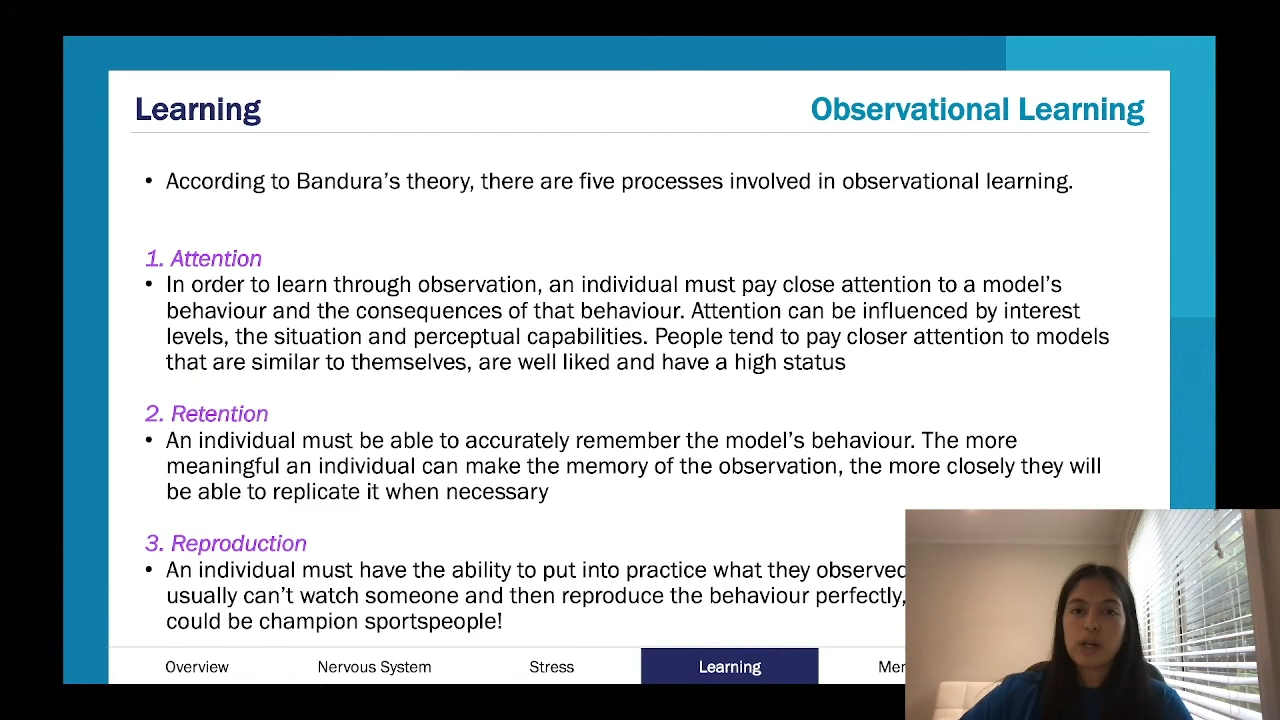 Learning
Observational Learning
• According to Bandura's theory, there are five processes involved in observational learning.
1. Attention
• In order to learn through observation, an individual must pay close attention to a model's
behaviour and the consequences of that behaviour. Attention can be influenced by interest
levels, the situation and perceptual capabilities. People tend to pay closer attention to models
that are similar to themselves, are well liked and have a high status
2. Retention
• An individual must be able to accurately remember the model's behaviour. The more
meaningful an individual can make the memory of the observation, the more closely they will
be able to replicate it when necessary
3. Reproduction
• An individual must have the ability to put into practice what they observed
usually can't watch someone and then reproduce the behaviour perfectly,
could be champion sportspeople!
Overview
Nervous System
Stress
Learning